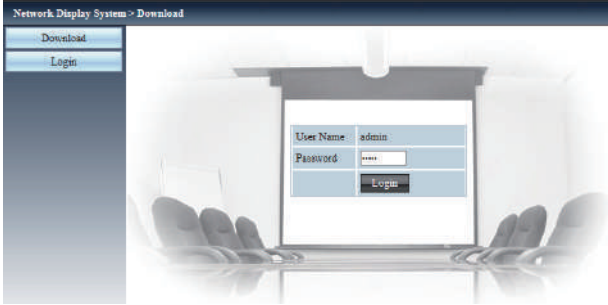 Network Display System > Download
Download
Login
User Name admin
Password •••••
Login